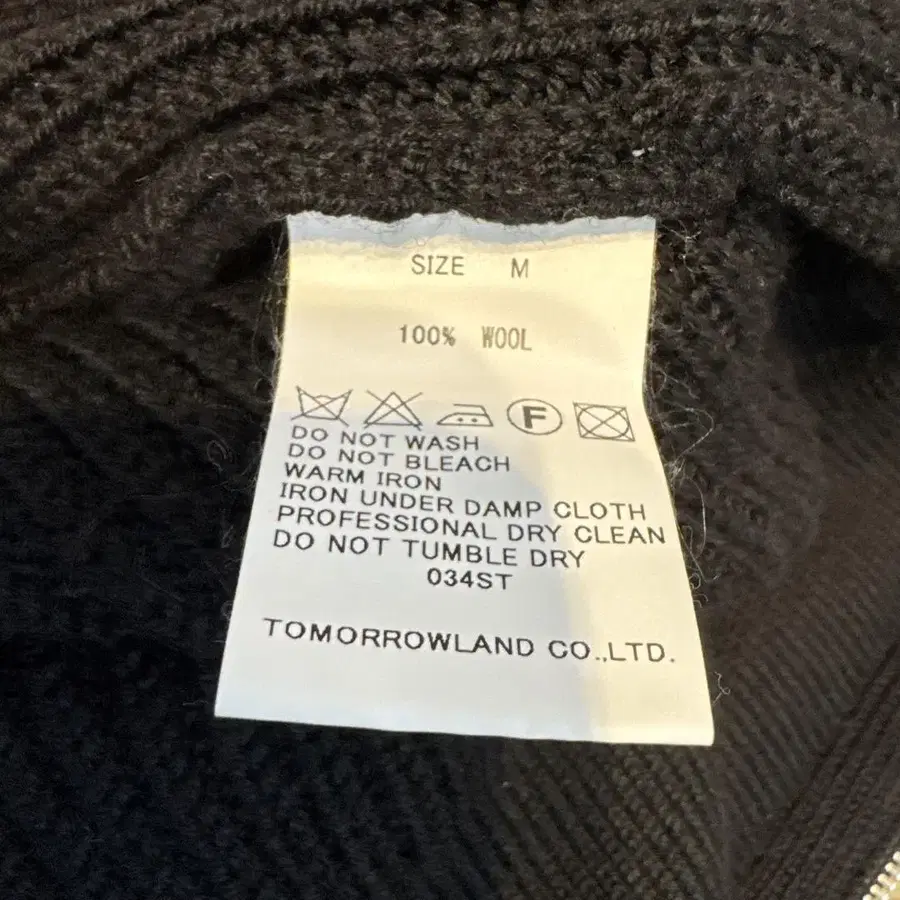 SIZE M
100% WOOL
F
DO NOT WASH
DO NOT BLEACH
WARM IRON
IRON UNDER DAMP CLOTH
PROFESSIONAL DRY CLEAN
DO NOT TUMBLE DRY
034ST
TOMORROWLAND CO.,LTD.